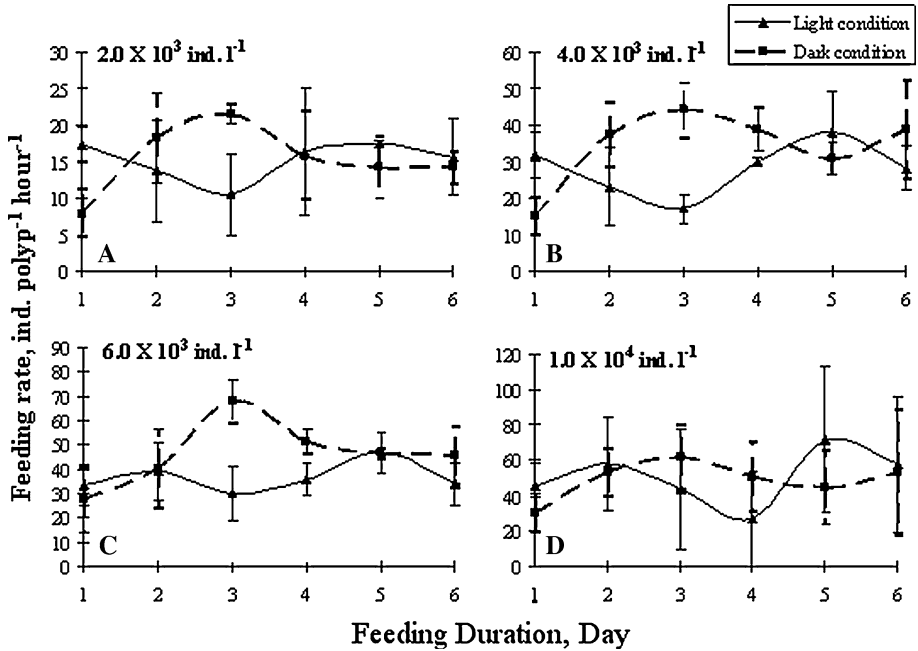 Light condition
Dark condition
2.0 X 10³ ind. l⁻¹
30
25
20
15
10
5
0
A
1 2 3 4 5 6
4.0 X 10³ ind. l⁻¹
60
50
40
30
20
10
0
B
1 2 3 4 5 6
Feeding rate, ind. polyp⁻¹ hour⁻¹
6.0 X 10³ ind. l⁻¹
90
80
70
60
50
40
30
20
10
0
C
1 2 3 4 5 6
1.0 X 10⁴ ind. l⁻¹
120
100
80
60
40
20
0
D
1 2 3 4 5 6
Feeding Duration, Day